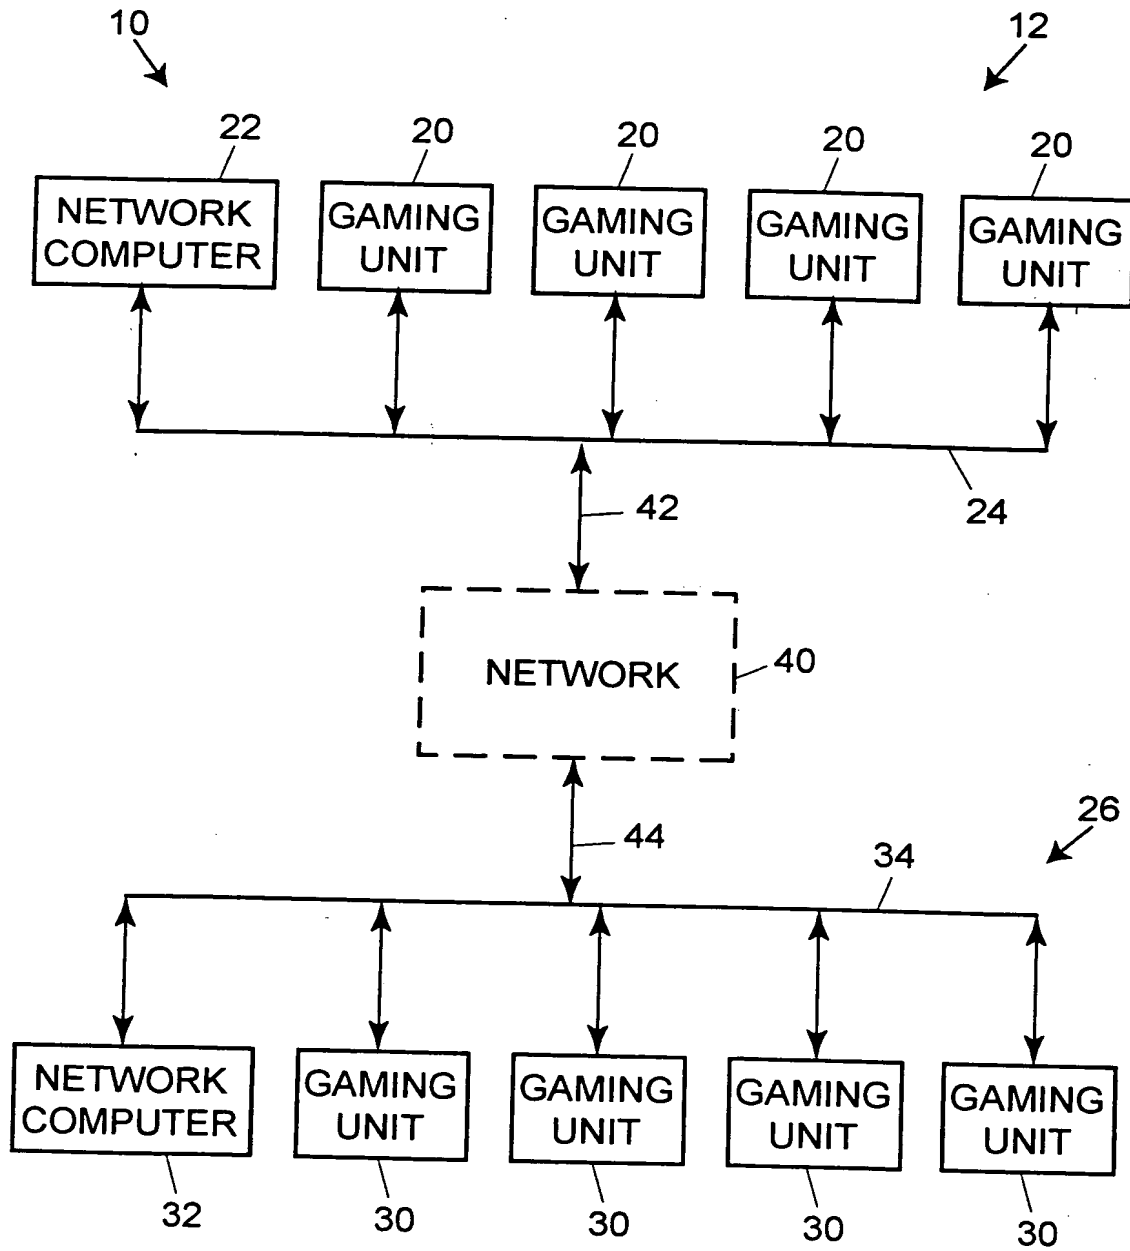 10
12
22
20
20
20
20
NETWORK
COMPUTER
GAMING
UNIT
GAMING
UNIT
GAMING
UNIT
GAMING
UNIT
24
42
NETWORK
40
44
34
26
NETWORK
COMPUTER
GAMING
UNIT
GAMING
UNIT
GAMING
UNIT
GAMING
UNIT
32
30
30
30
30